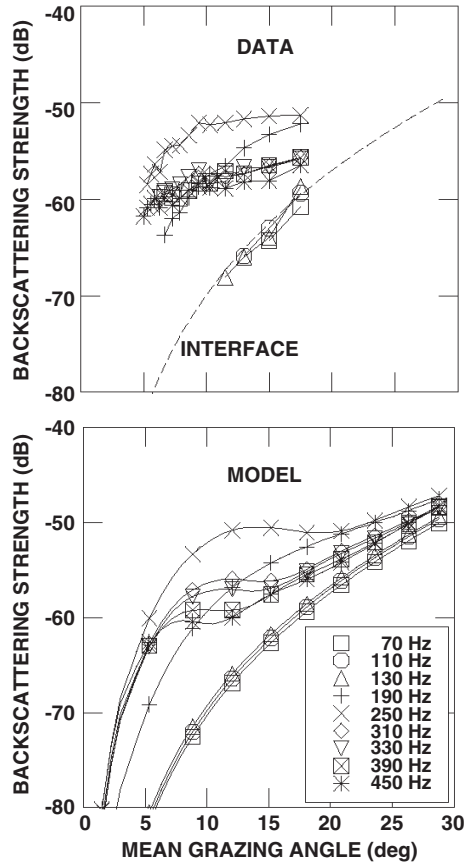 -40
-50
-60
-70
-80
BACKSCATTERING STRENGTH (dB)
DATA
INTERFACE
-40
-50
-60
-70
-80
BACKSCATTERING STRENGTH (dB)
MODEL
70 Hz
110 Hz
130 Hz
190 Hz
250 Hz
310 Hz
330 Hz
390 Hz
450 Hz
0 5 10 15 20 25 30
MEAN GRAZING ANGLE (deg)